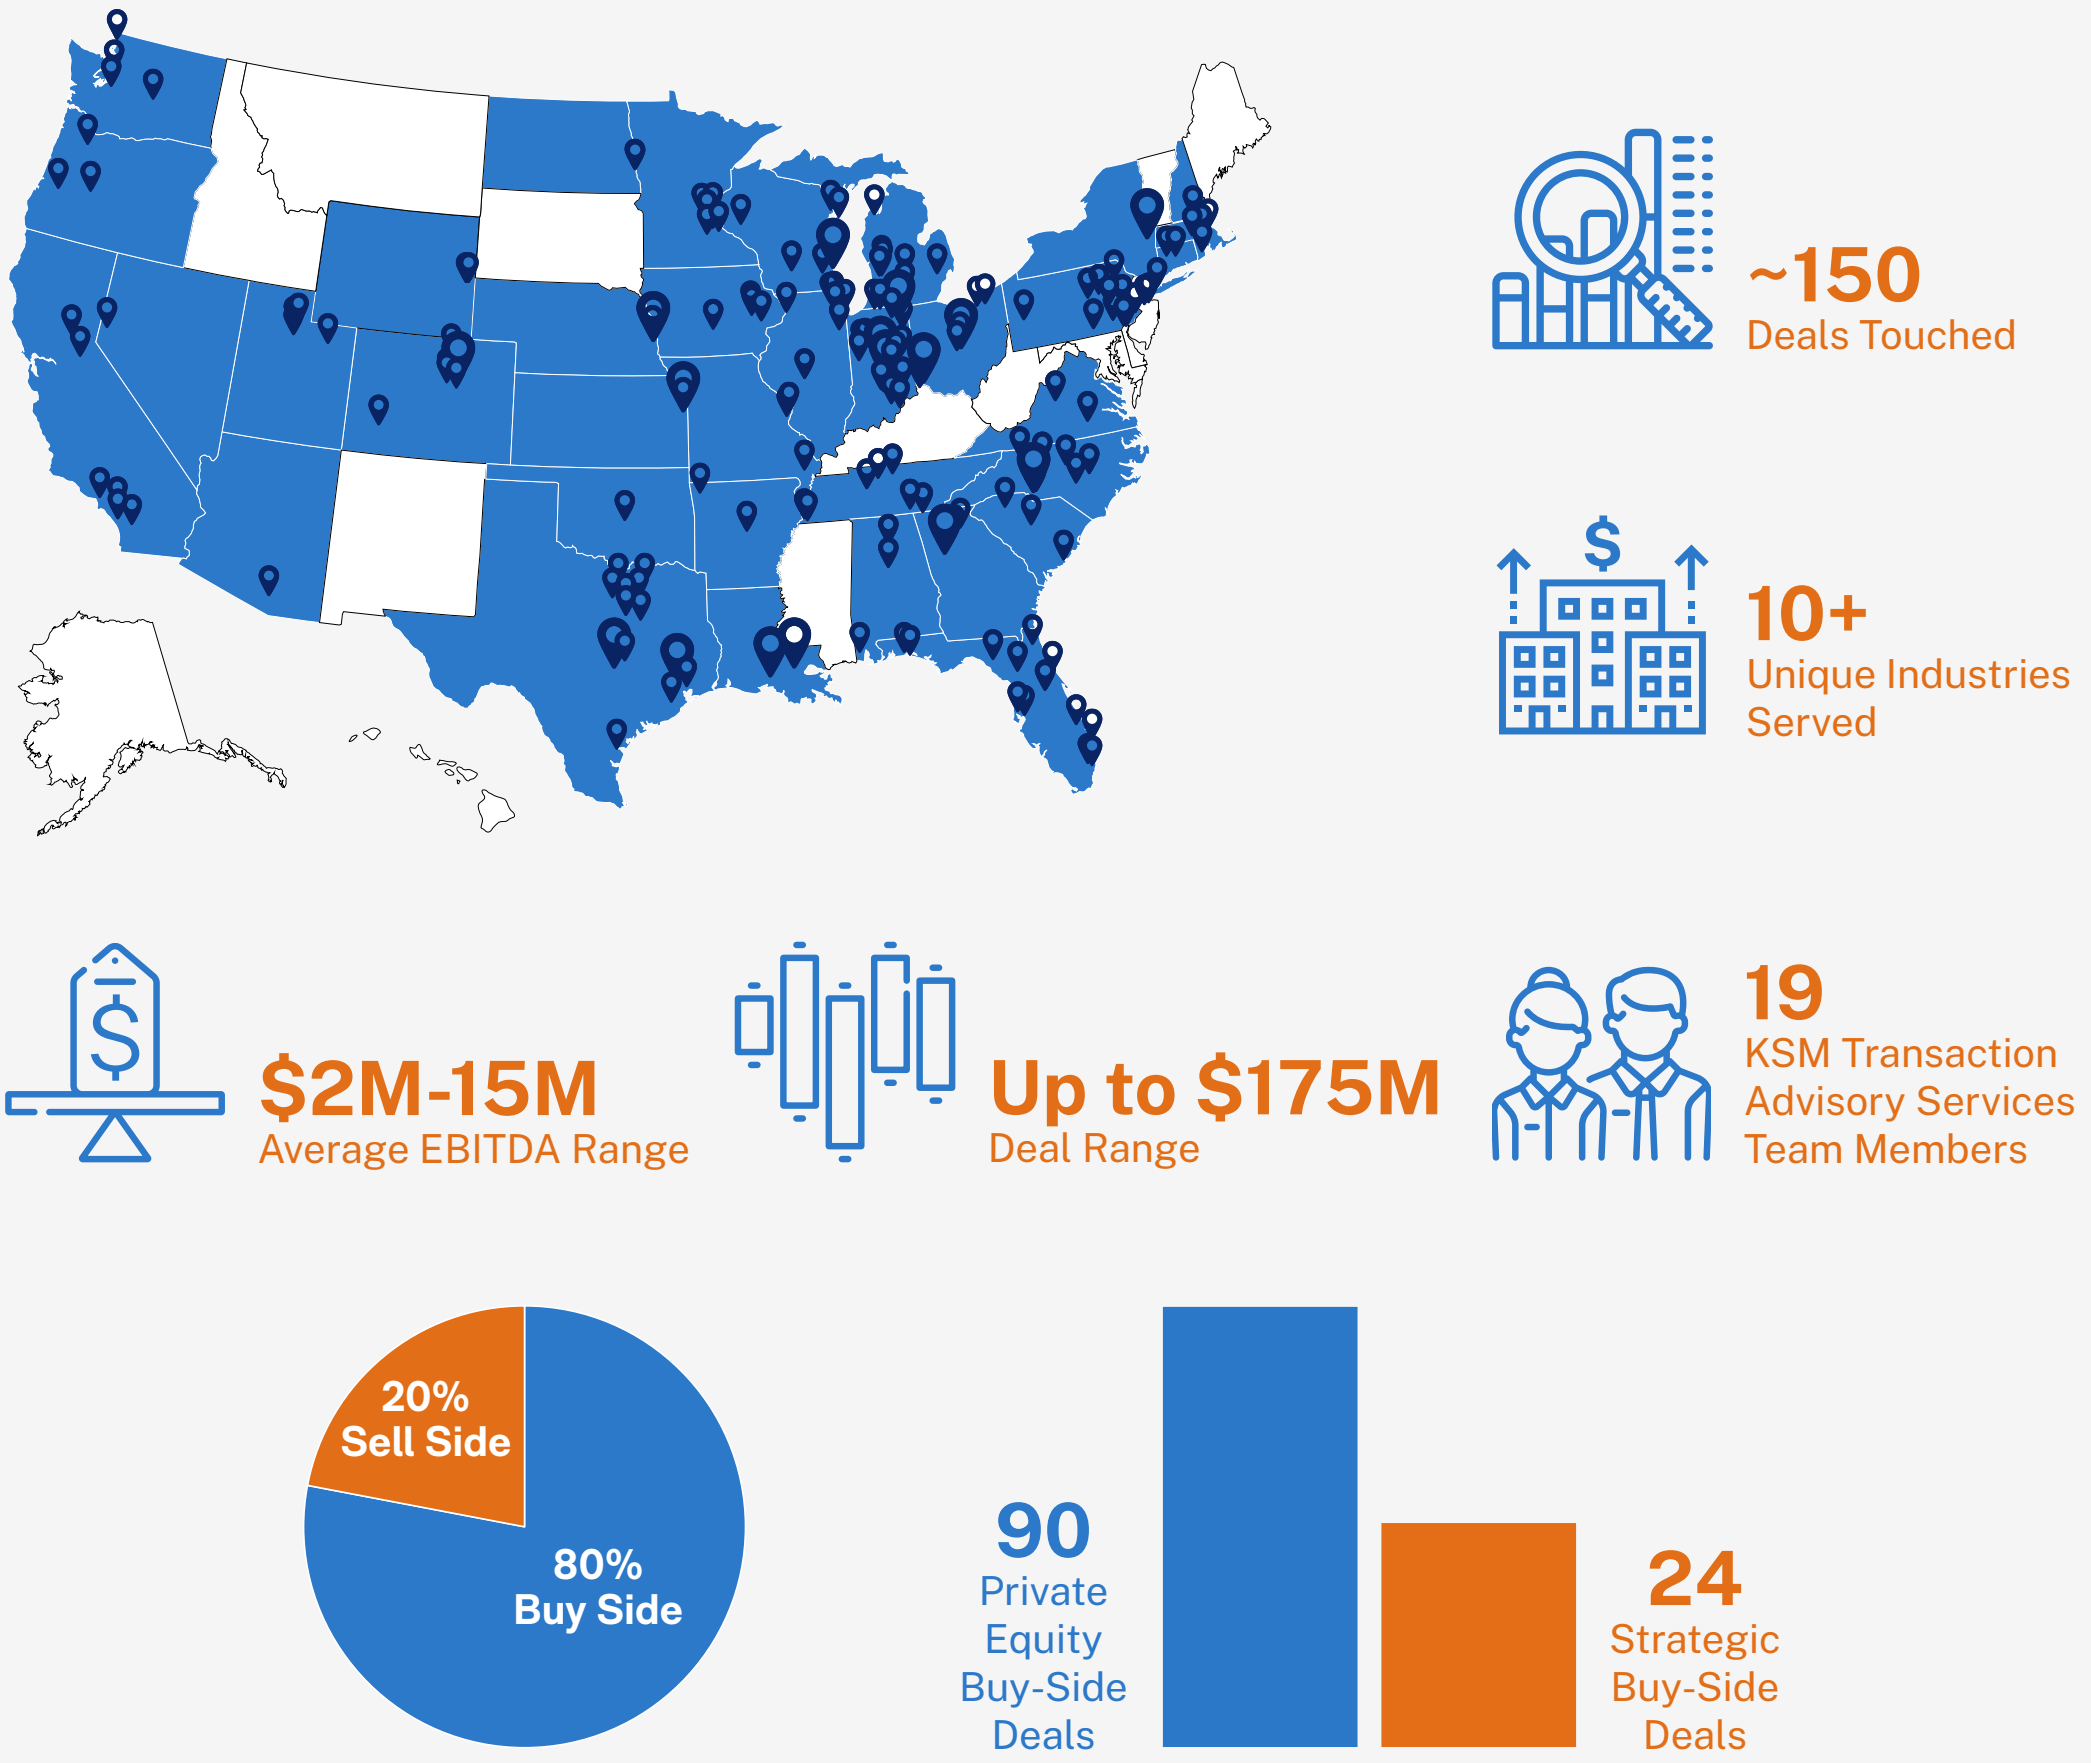 ~150
Deals Touched
$
10+
Unique Industries
Served
$
$2M-15M
Average EBITDA Range
Up to $175M
Deal Range
19
KSM Transaction
Advisory Services
Team Members
20%
Sell Side
80%
Buy Side
90
Private
Equity
Buy-Side
Deals
24
Strategic
Buy-Side
Deals